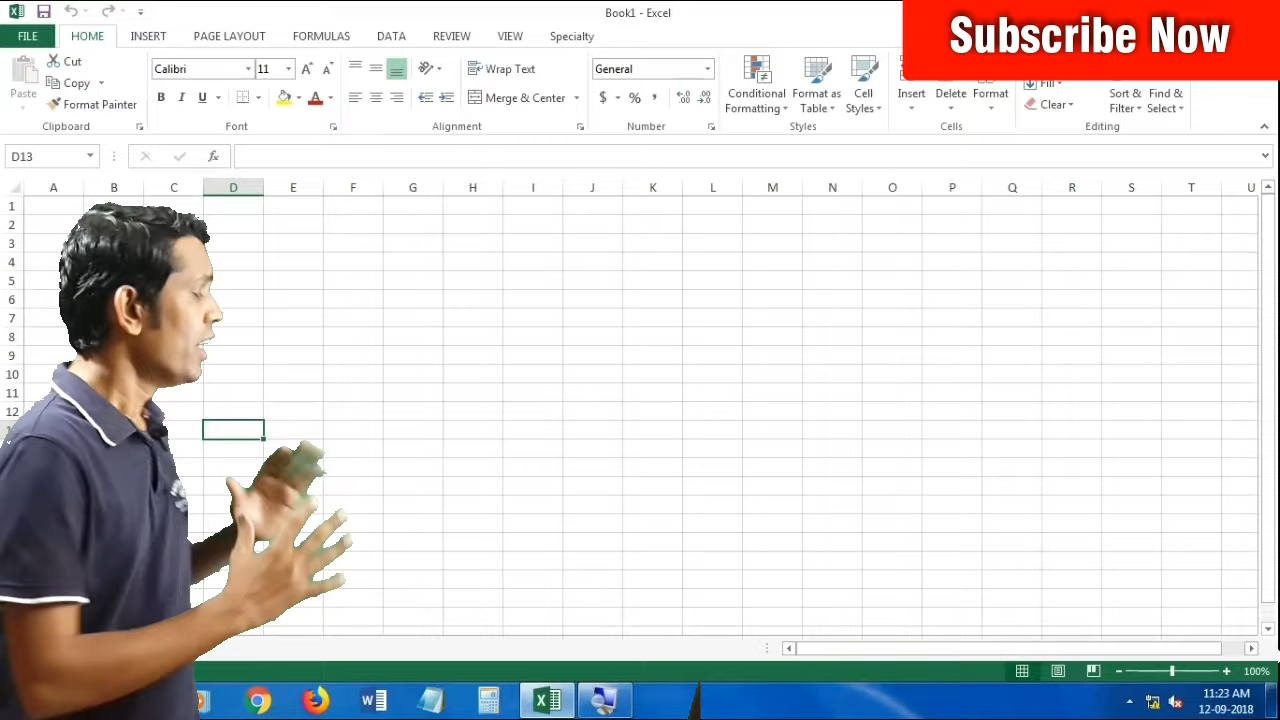 Book1 - Excel
Subscribe Now
FILE HOME INSERT PAGE LAYOUT FORMULAS DATA REVIEW VIEW Specialty
Cut
Copy
Format Painter
Paste
Calibri 11
B I U
Wrap Text
Merge & Center
General
$ % ,
Conditional Formatting
Format as Table
Cell Styles
Insert Delete Format
Fill
Clear
Sort & Filter
Find & Select
Clipboard Font Alignment Number Styles Cells Editing
D13 fx
A B C D E F G H I J K L M N O P Q R S T U
1
2
3
4
5
6
7
8
9
10
11
12
100%
11:23 AM
12-09-2018